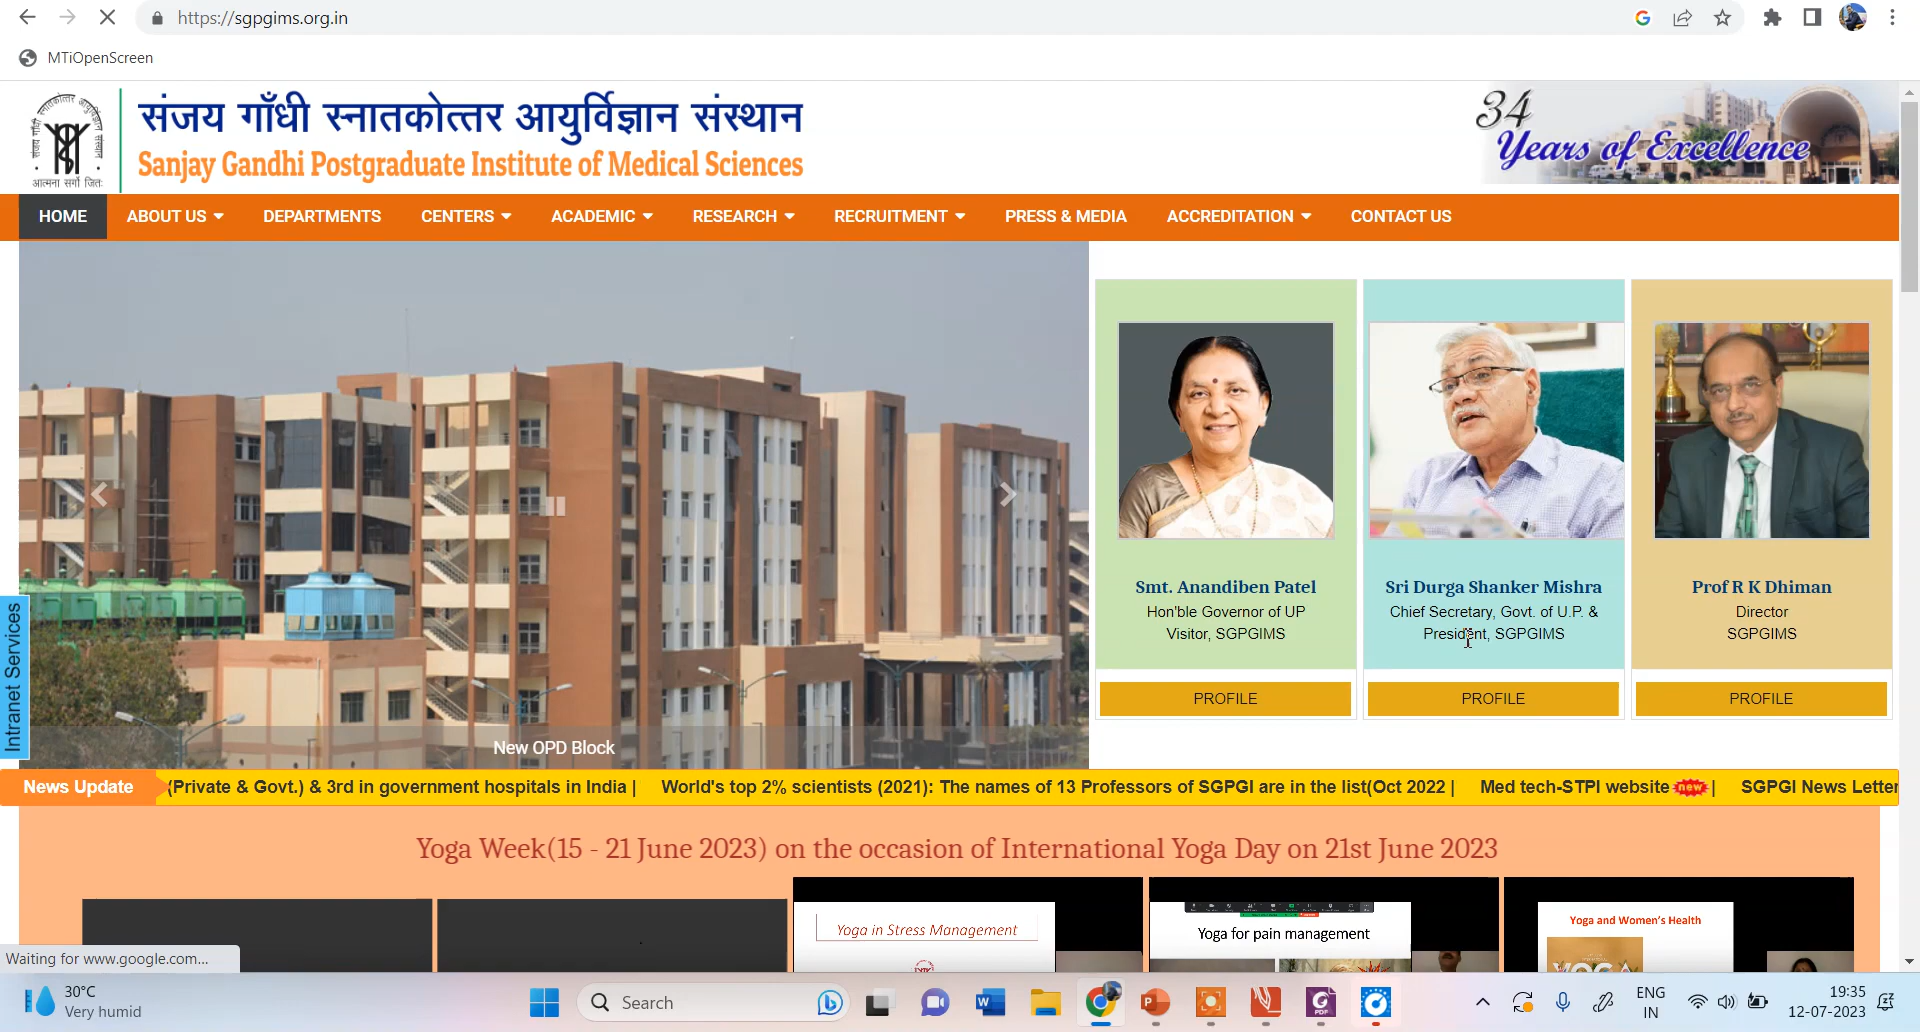 https://sgpgims.org.in
MTiOpenScreen
संजय गाँधी स्नातकोत्तर आयुर्विज्ञान संस्थान
Sanjay Gandhi Postgraduate Institute of Medical Sciences
आत्मना सर्गो जितः
34
Years of Excellence
HOME ABOUT US DEPARTMENTS CENTERS ACADEMIC RESEARCH RECRUITMENT PRESS & MEDIA ACCREDITATION CONTACT US
Smt. Anandiben Patel
Hon'ble Governor of UP
Visitor, SGPGIMS
PROFILE
Sri Durga Shanker Mishra
Chief Secretary, Govt. of U.P. &
President, SGPGIMS
PROFILE
Prof R K Dhiman
Director
SGPGIMS
PROFILE
Intranet Services
New OPD Block
News Update (Private & Govt.) & 3rd in government hospitals in India | World's top 2% scientists (2021): The names of 13 Professors of SGPGI are in the list(Oct 2022 | Med tech-STPI website new | SGPGI News Letter
Yoga Week(15 - 21 June 2023) on the occasion of International Yoga Day on 21st June 2023
Yoga in Stress Management
Yoga for pain management
Yoga and Women's Health
Waiting for www.google.com...
30°C
Very humid
Search
ENG
IN
19:35
12-07-2023